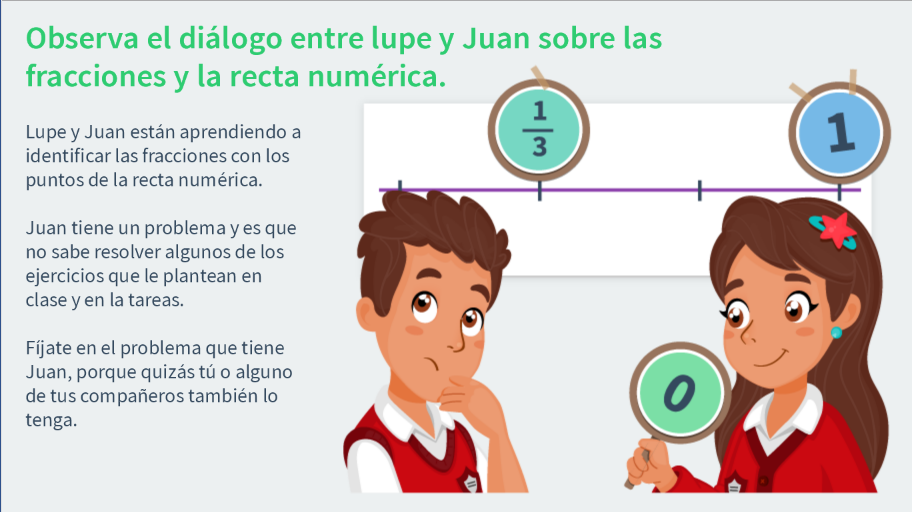 Observa el diálogo entre lupe y Juan sobre las
fracciones y la recta numérica.
Lupe y Juan están aprendiendo a
identificar las fracciones con los
puntos de la recta numérica.
Juan tiene un problema y es que
no sabe resolver algunos de los
ejercicios que le plantean en
clase y en la tareas.
Fíjate en el problema que tiene
Juan, porque quizás tú o alguno
de tus compañeros también lo
tenga.
1
3
1
0